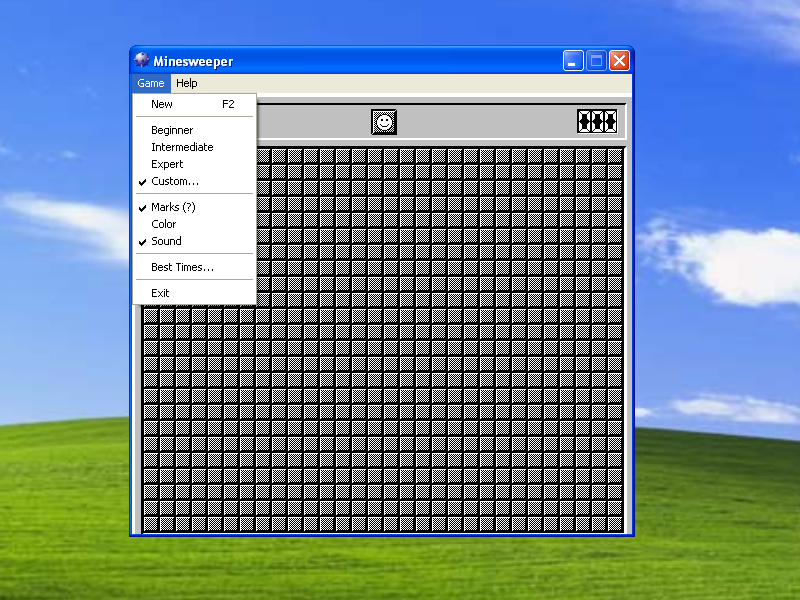 Minesweeper
Game Help
New F2
Beginner
Intermediate
Expert
Custom...
Marks (?)
Color
Sound
Best Times...
Exit